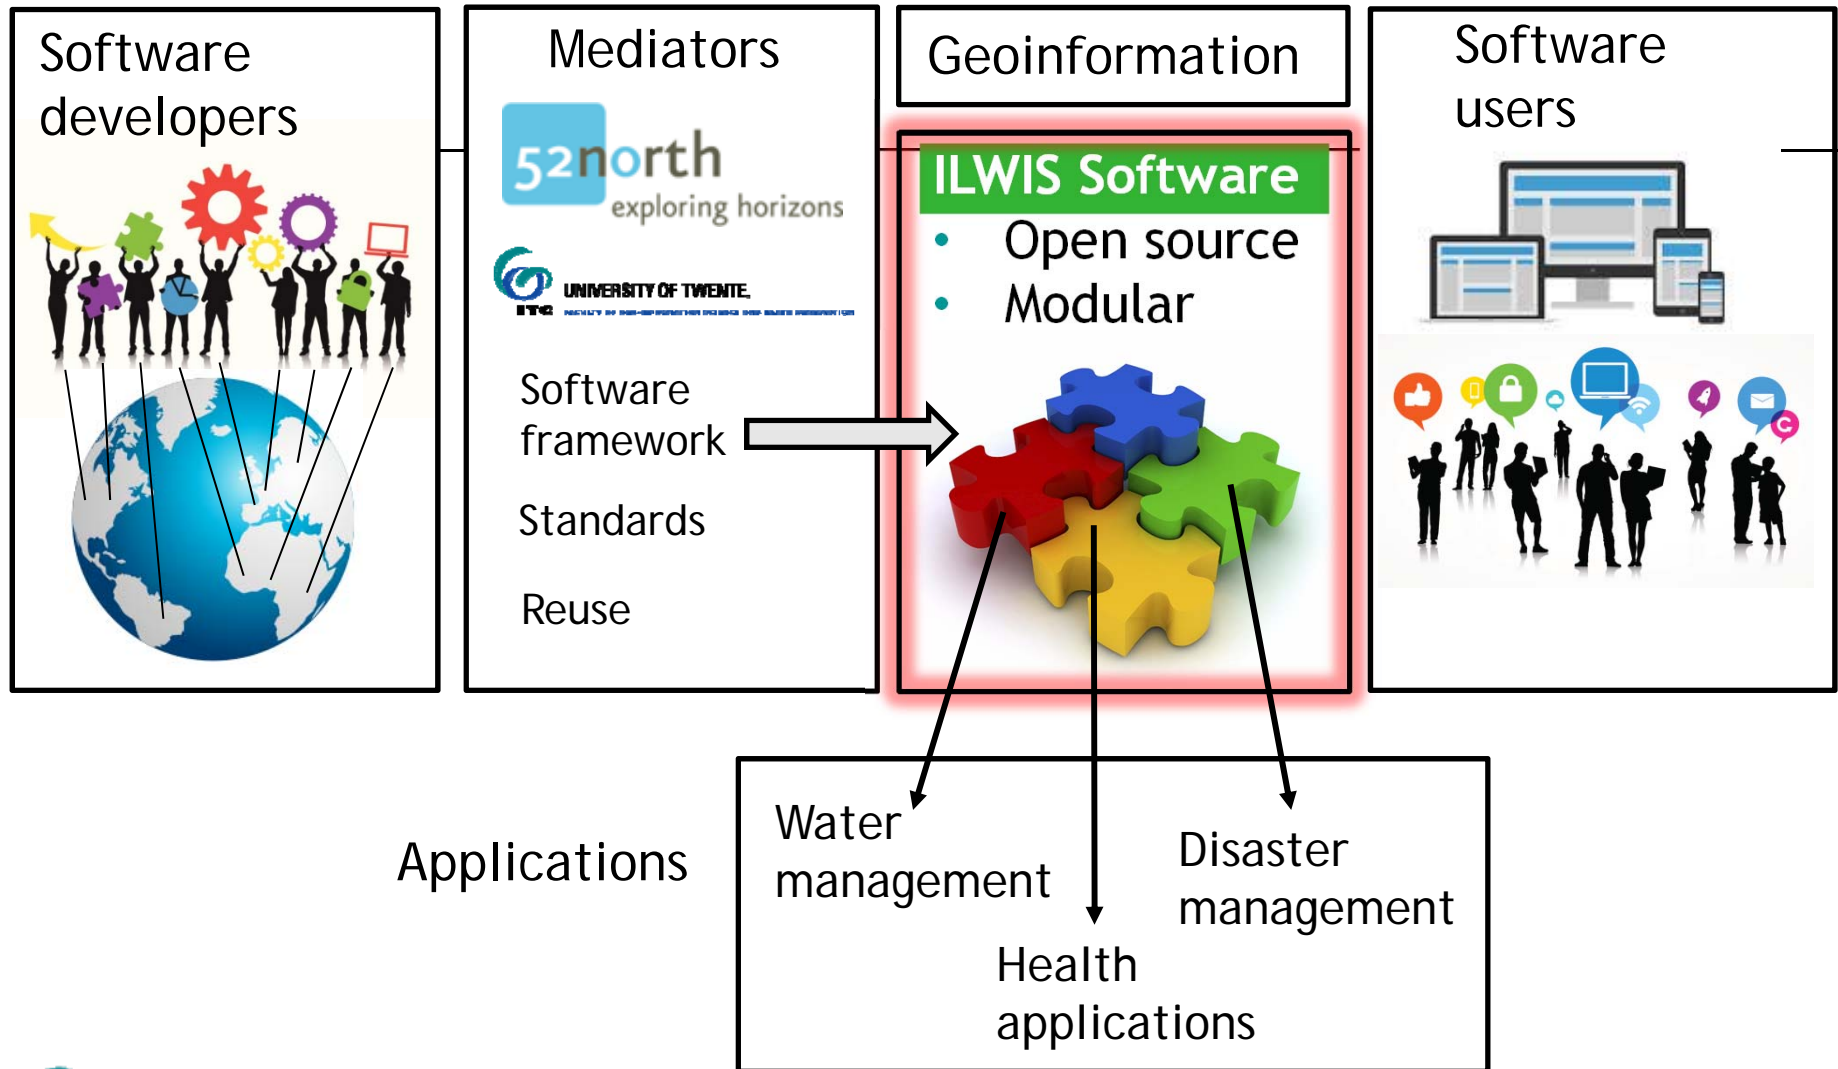 Software
developers
Mediators
52north
exploring horizons
UNIVERSITY OF TWENTE.
ITC
Software
framework
Standards
Reuse
Geoinformation
ILWIS Software
• Open source
• Modular
Software
users
Applications
Water
management
Disaster
management
Health
applications